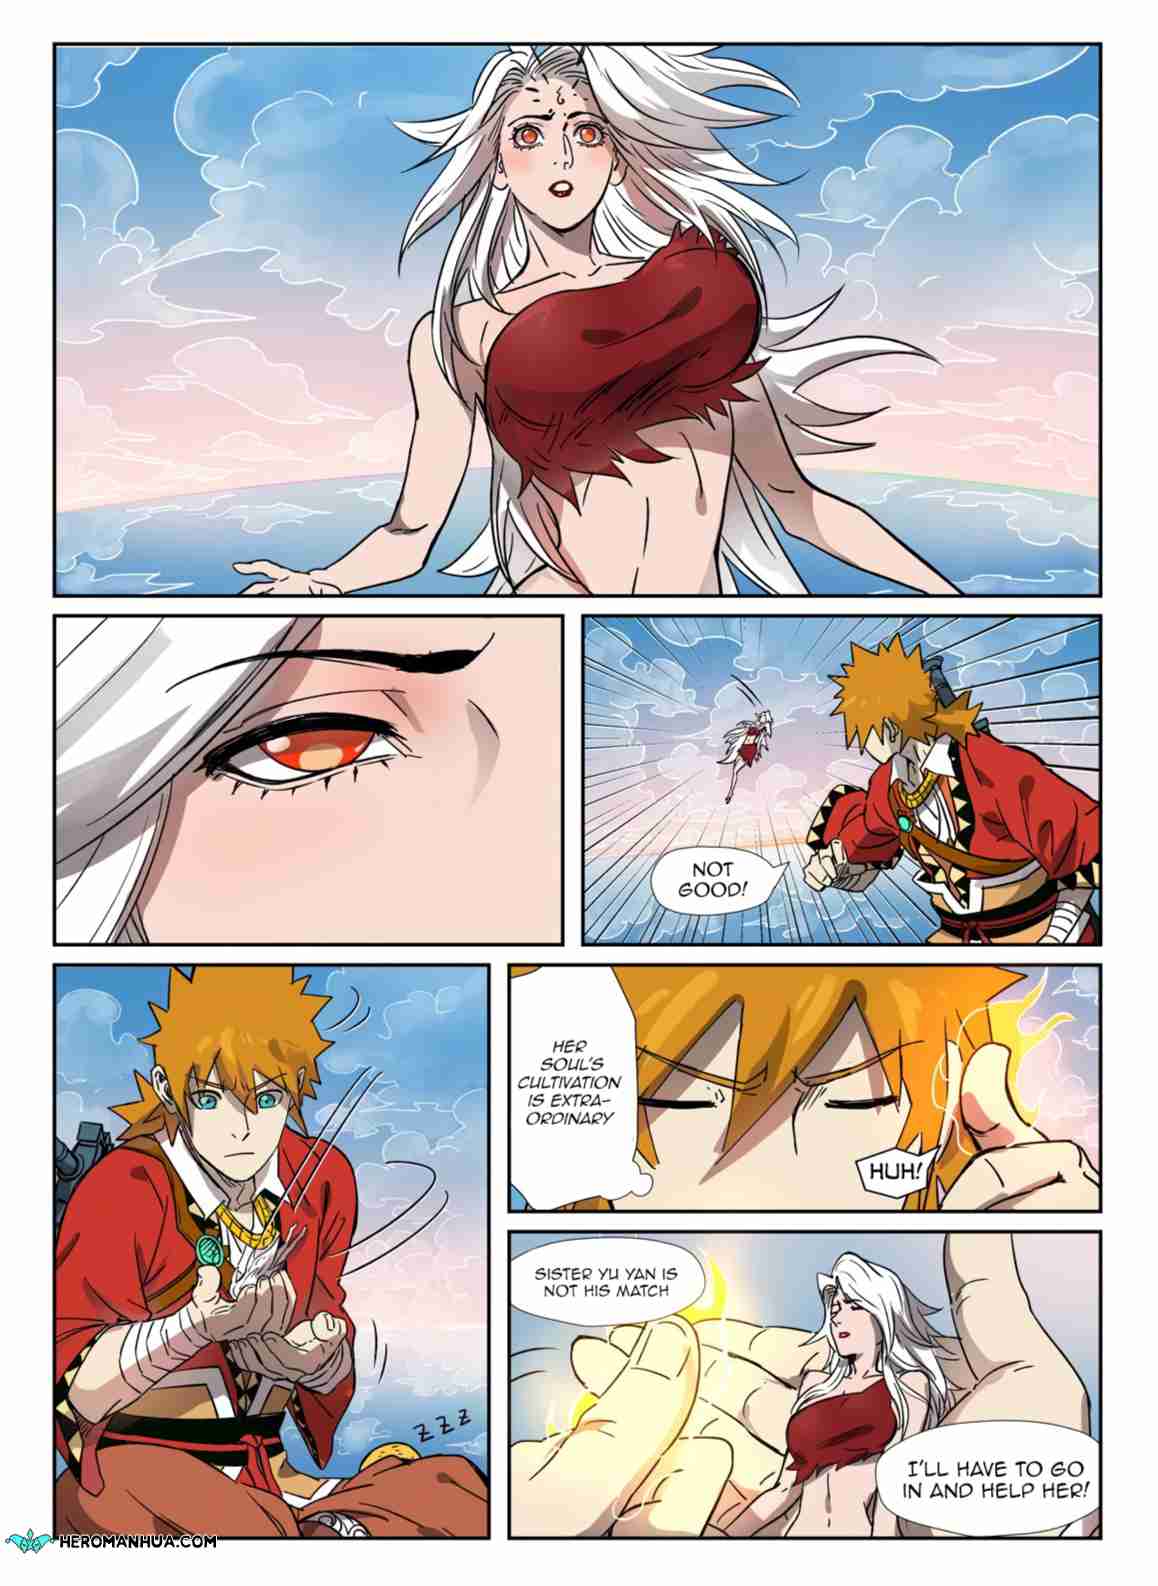 NOT
GOOD!
HER
SOUL'S
CULTIVATION
IS EXTRA-
ORDINARY
HUH!
ZZZ
SISTER YU YAN IS
NOT HIS MATCH
I'LL HAVE TO GO
IN AND HELP HER!
HEROMANHUA.COM